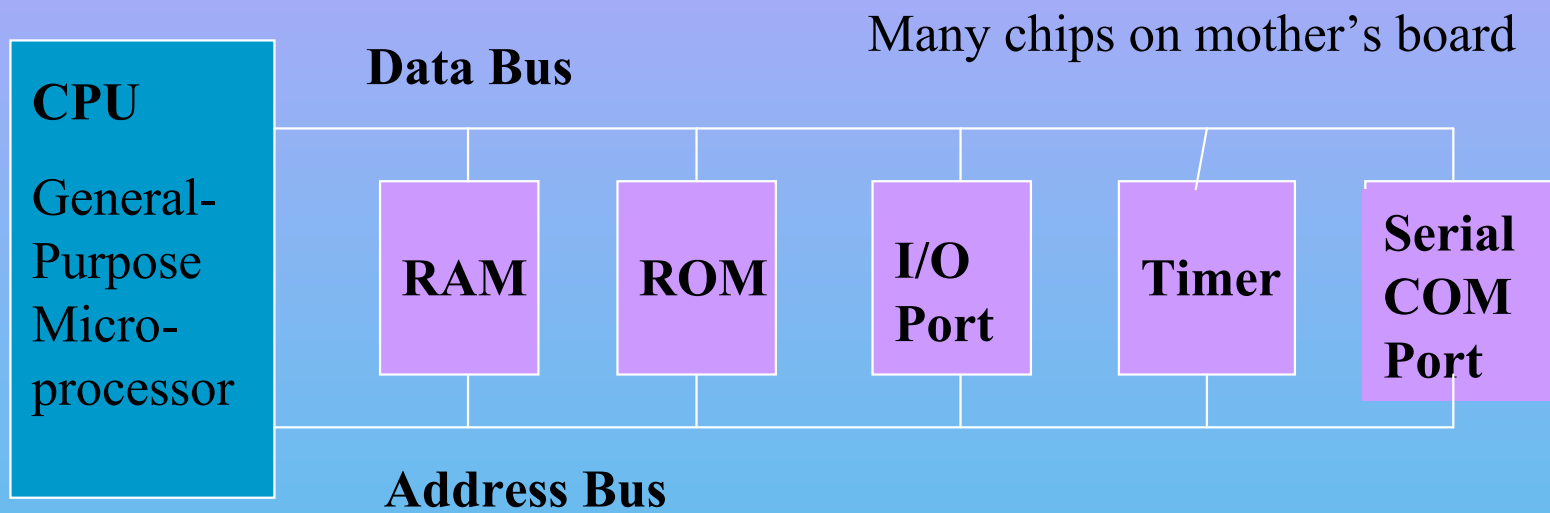 Many chips on mother’s board
Data Bus
CPU
General-
Purpose
Micro-
processor
RAM
ROM
I/O
Port
Timer
Serial
COM
Port
Address Bus